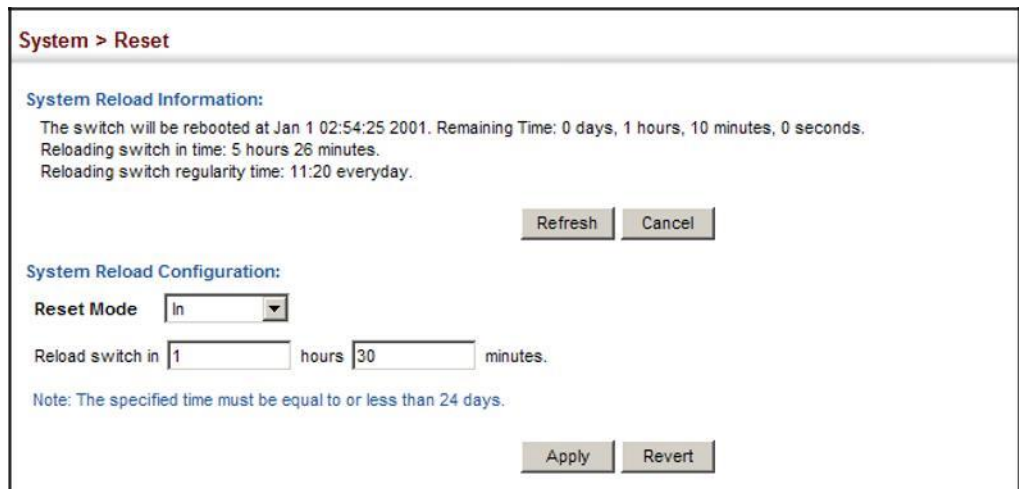 System > Reset
System Reload Information:
The switch will be rebooted at Jan 1 02:54:25 2001. Remaining Time: 0 days, 1 hours, 10 minutes, 0 seconds.
Reloading switch in time: 5 hours 26 minutes.
Reloading switch regularity time: 11:20 everyday.
Refresh Cancel
System Reload Configuration:
Reset Mode In
Reload switch in 1 hours 30 minutes.
Note: The specified time must be equal to or less than 24 days.
Apply Revert